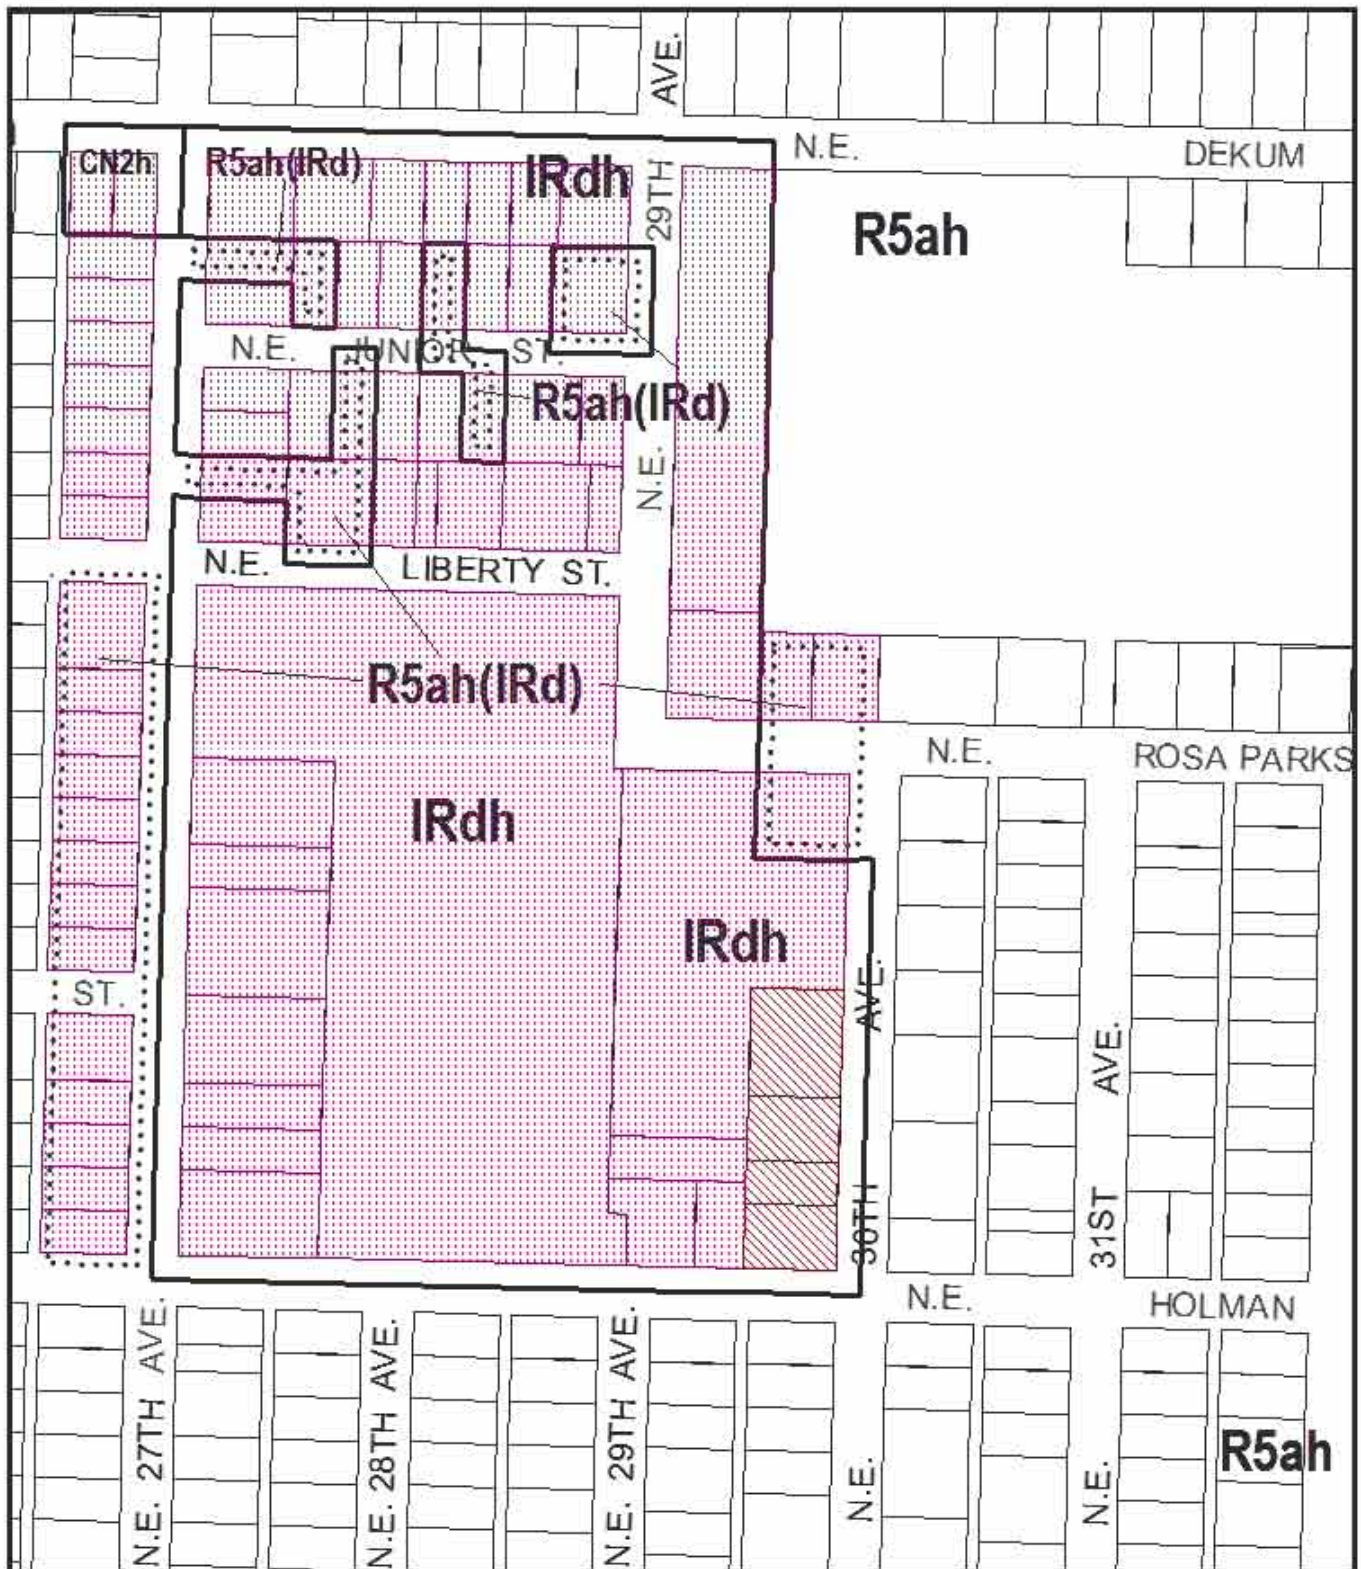 AVE.
N.E.
DEKUM
CN2h
R5ah(IRd)
IRdh
29TH
R5ah
N.E.
JUNIOR
ST.
R5ah(IRd)
N.E.
N.E.
LIBERTY ST.
R5ah(IRd)
N.E.
ROSA PARKS
IRdh
IRdh
ST.
AVE.
30TH
AVE.
31ST
N.E.
HOLMAN
N.E. 27TH AVE.
N.E. 28TH AVE.
N.E. 29TH AVE.
N.E.
N.E.
R5ah